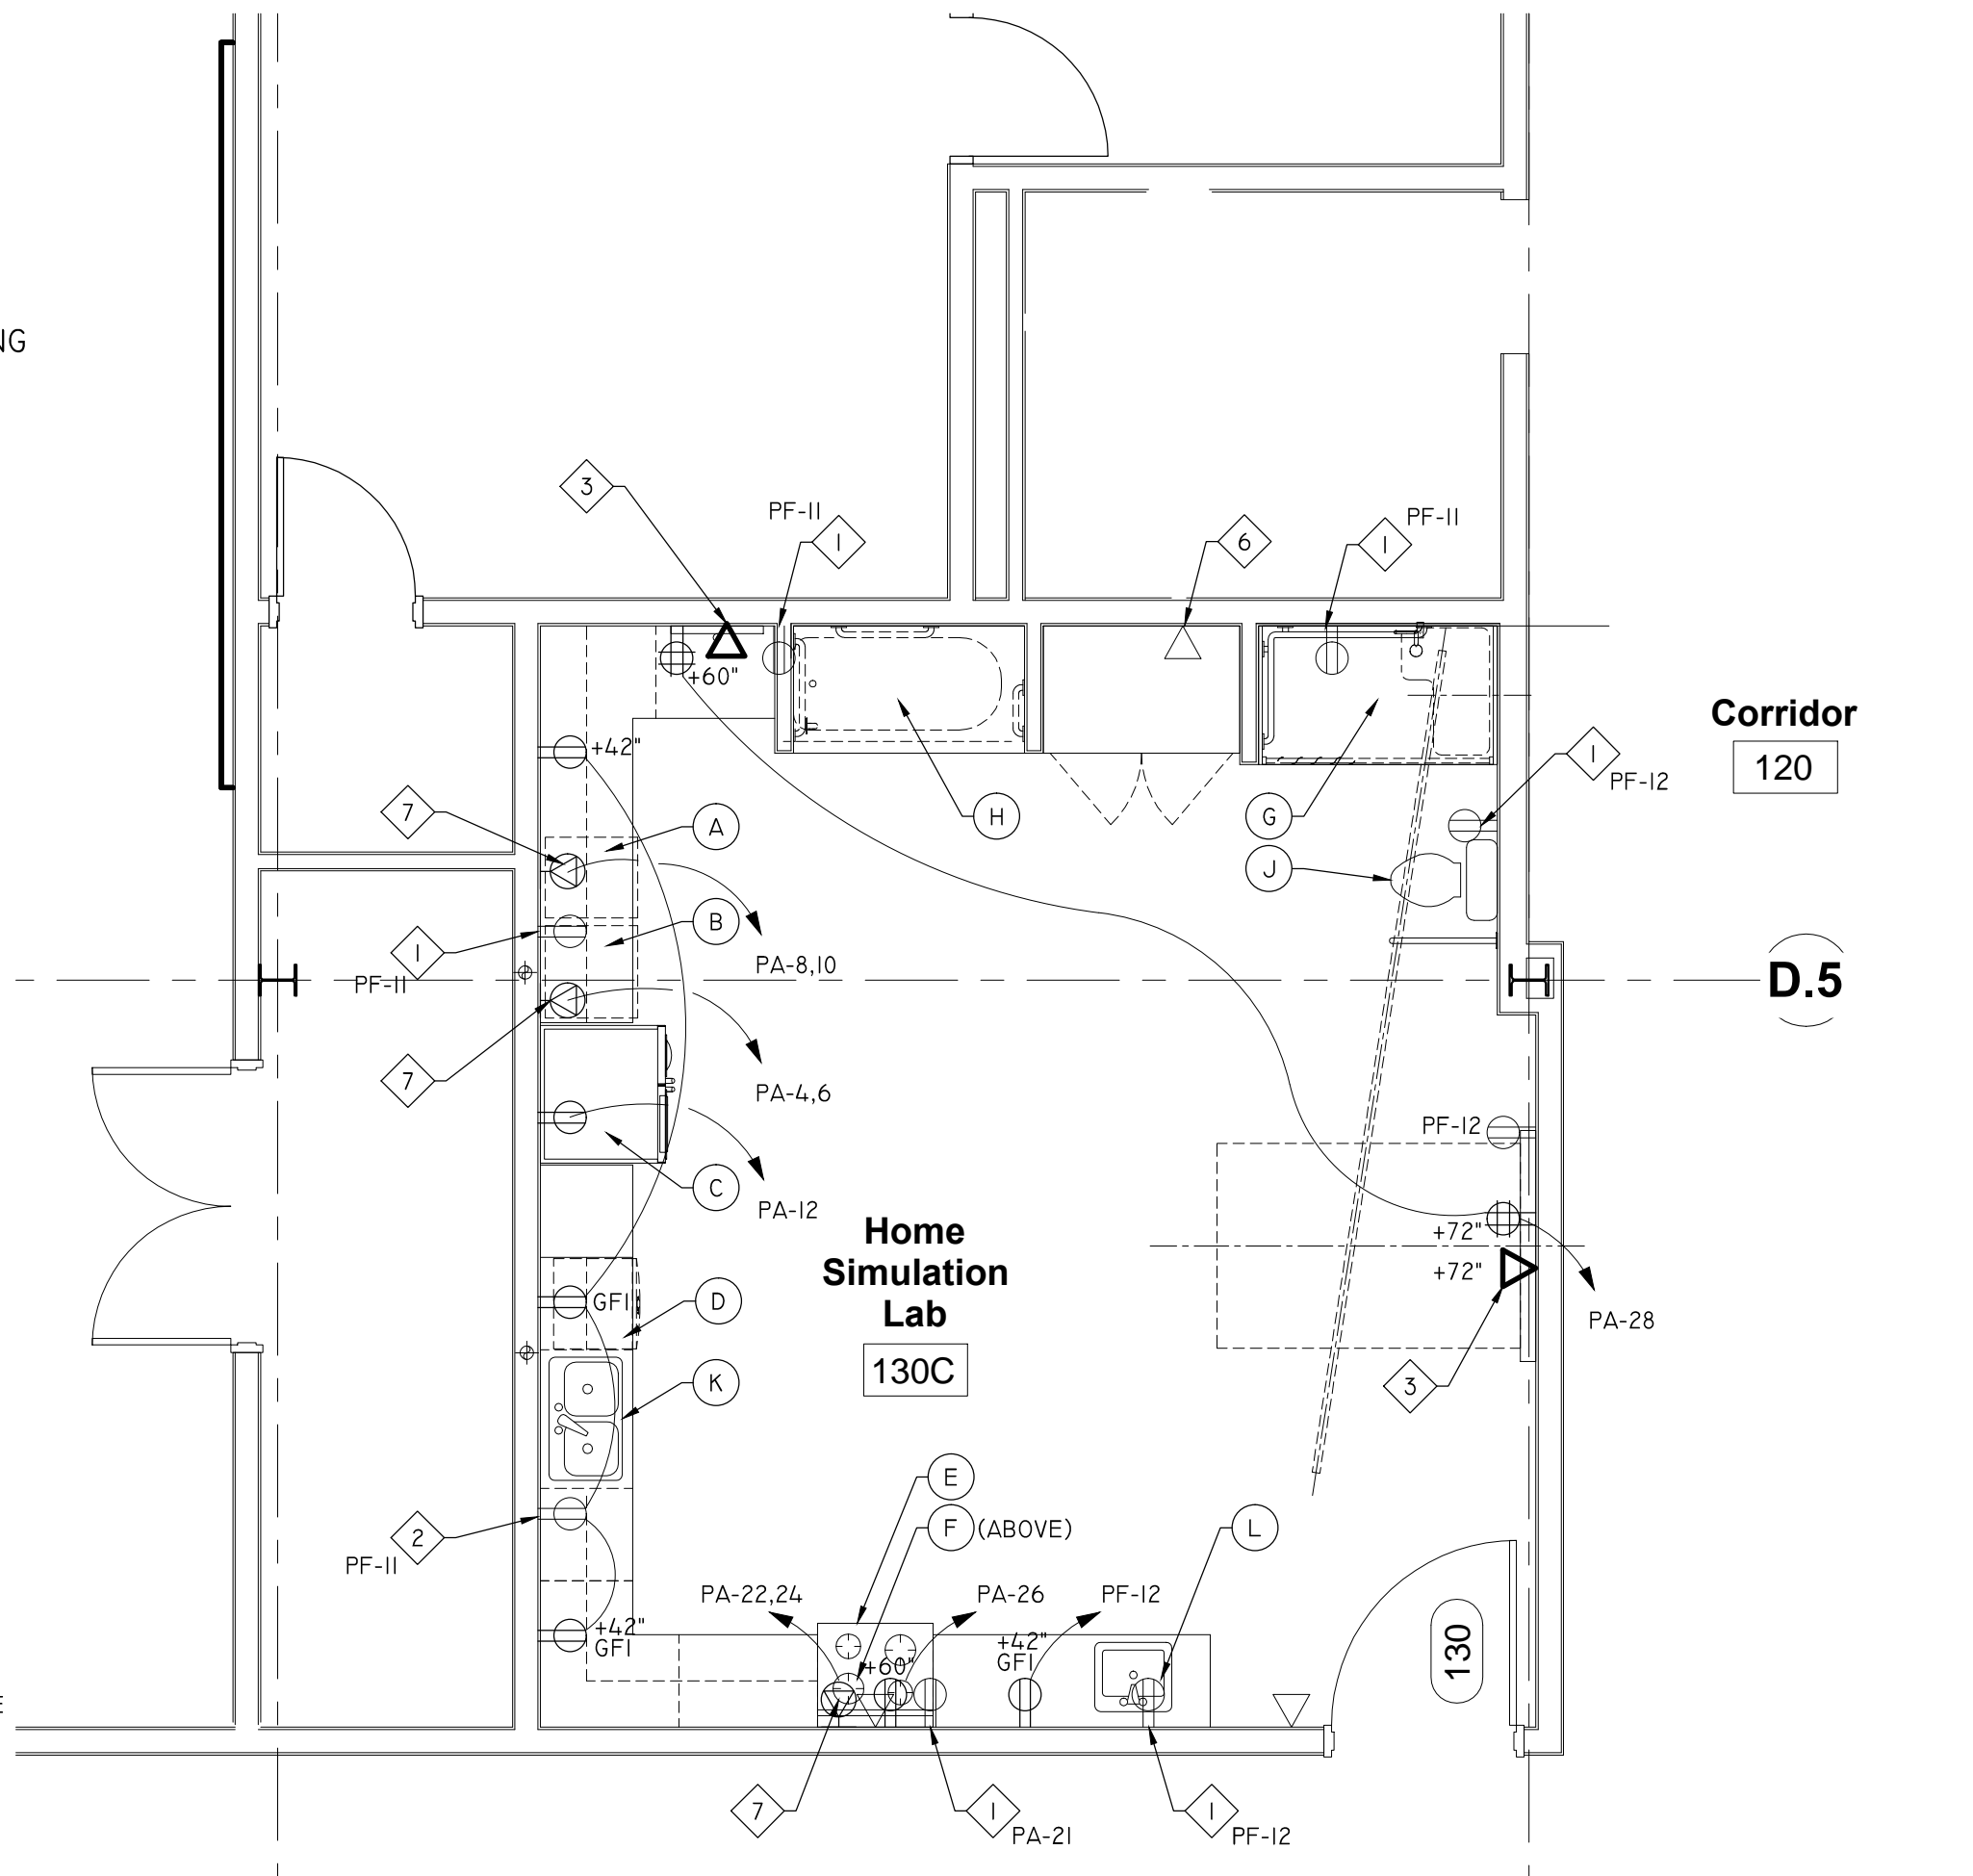 NG
3
PF-11
1
6
1
PF-11
+60"
Corridor
120
+42"
1
PF-12
7
A
H
G
J
B
1
PF-11
PA-8,10
D.5
7
PA-4,6
PF-12
C
PA-12
Home
Simulation
Lab
130C
+72"
+72"
PA-28
GFI
D
K
3
E
F (ABOVE)
L
2
PF-11
PA-22,24
PA-26
PF-12
+42"
GFI
+60"
+42"
GFI
130
E
7
1
PA-21
1
PF-12